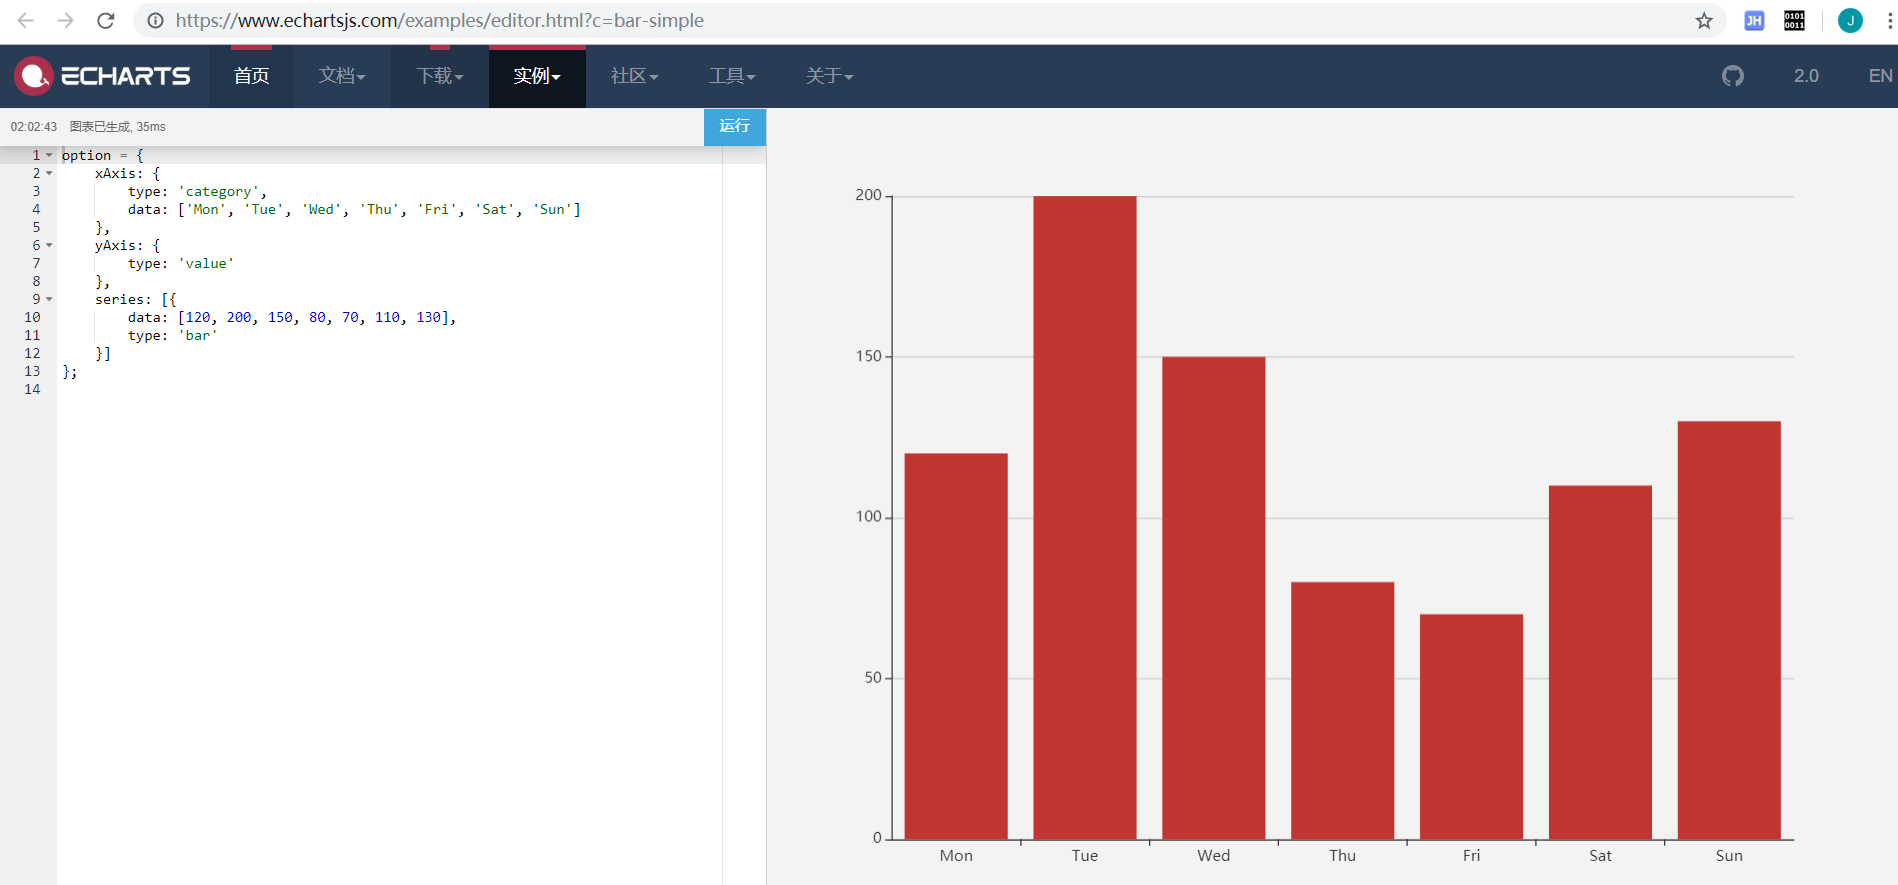 https://www.echartsjs.com/examples/editor.html?c=bar-simple
JH
0101
0011
J
ECHARTS
首页 文档 下载 实例 社区 工具 关于 2.0 EN
02:02:43 图表已生成, 35ms 运行
1 option = {
2     xAxis: {
3         type: 'category',
4         data: ['Mon', 'Tue', 'Wed', 'Thu', 'Fri', 'Sat', 'Sun']
5     },
6     yAxis: {
7         type: 'value'
8     },
9     series: [{
10         data: [120, 200, 150, 80, 70, 110, 130],
11         type: 'bar'
12     }]
13 };
14
200
150
100
50
0
Mon Tue Wed Thu Fri Sat Sun